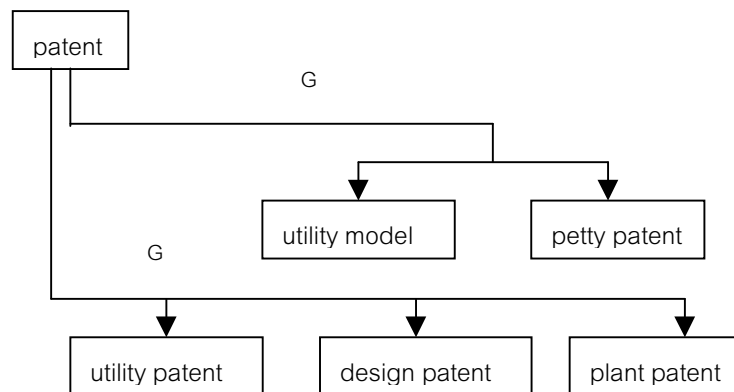 patent
G
utility model
petty patent
G
utility patent
design patent
plant patent